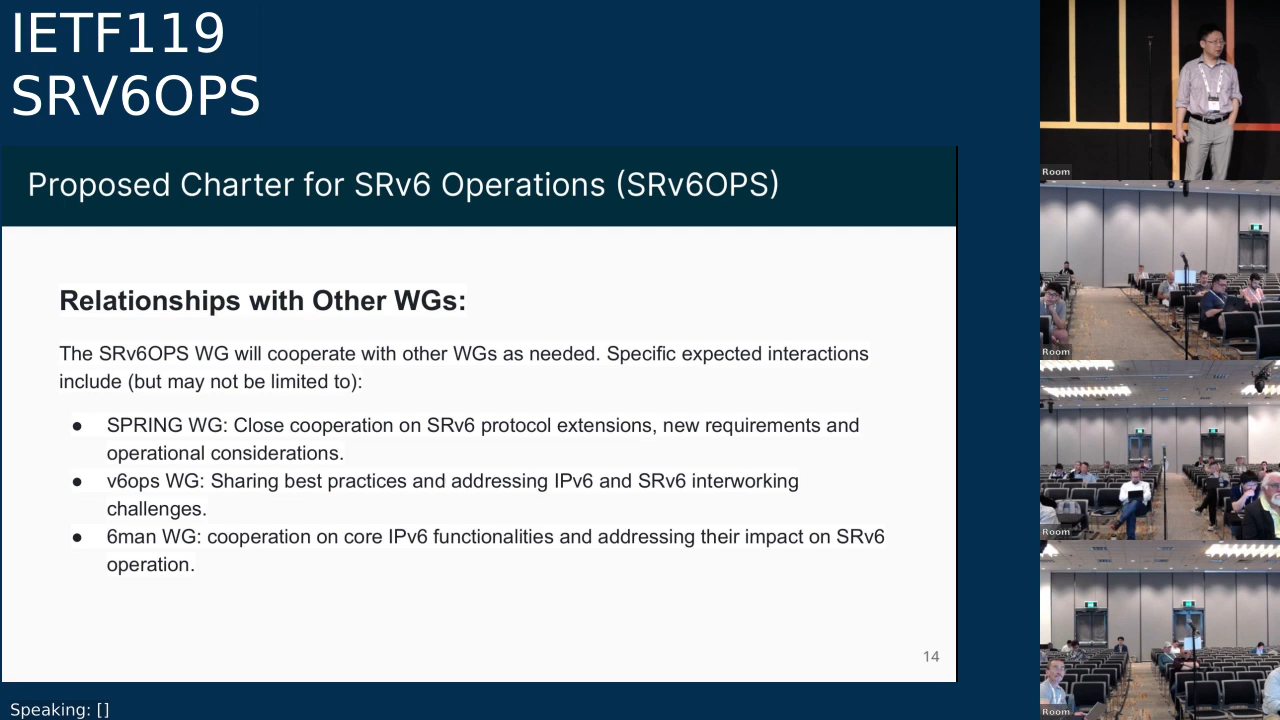 IETF119
SRV6OPS
Proposed Charter for SRv6 Operations (SRv6OPS)
Relationships with Other WGs:
The SRv6OPS WG will cooperate with other WGs as needed. Specific expected interactions
include (but may not be limited to):
● SPRING WG: Close cooperation on SRv6 protocol extensions, new requirements and
operational considerations.
● v6ops WG: Sharing best practices and addressing IPv6 and SRv6 interworking
challenges.
● 6man WG: cooperation on core IPv6 functionalities and addressing their impact on SRv6
operation.
14
Speaking: []
Room
Room
Room
Room